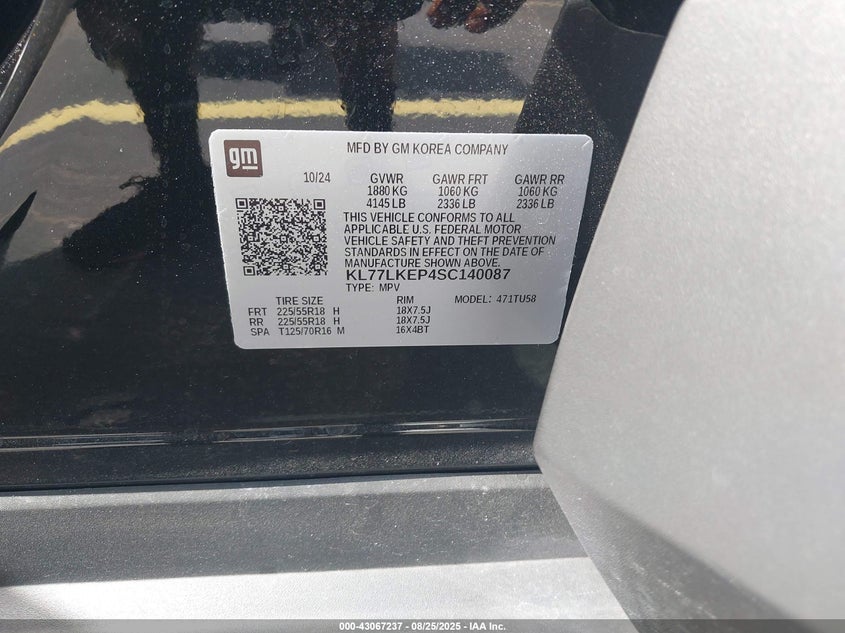 gm
MFD BY GM KOREA COMPANY
10/24 GVWR GAWR FRT GAWR RR
1880 KG 1060 KG 1060 KG
4145 LB 2336 LB 2336 LB
THIS VEHICLE CONFORMS TO ALL
APPLICABLE U.S. FEDERAL MOTOR
VEHICLE SAFETY AND THEFT PREVENTION
STANDARDS IN EFFECT ON THE DATE OF
MANUFACTURE SHOWN ABOVE.
KL77LKEP4SC140087
TYPE: MPV
TIRE SIZE RIM MODEL: 471TU58
FRT 225/55R18 H 18X7.5J
RR 225/55R18 H 18X7.5J
SPA T125/70R16 M 16X4BT
000-43067237 - 08/25/2025 - IAA Inc.